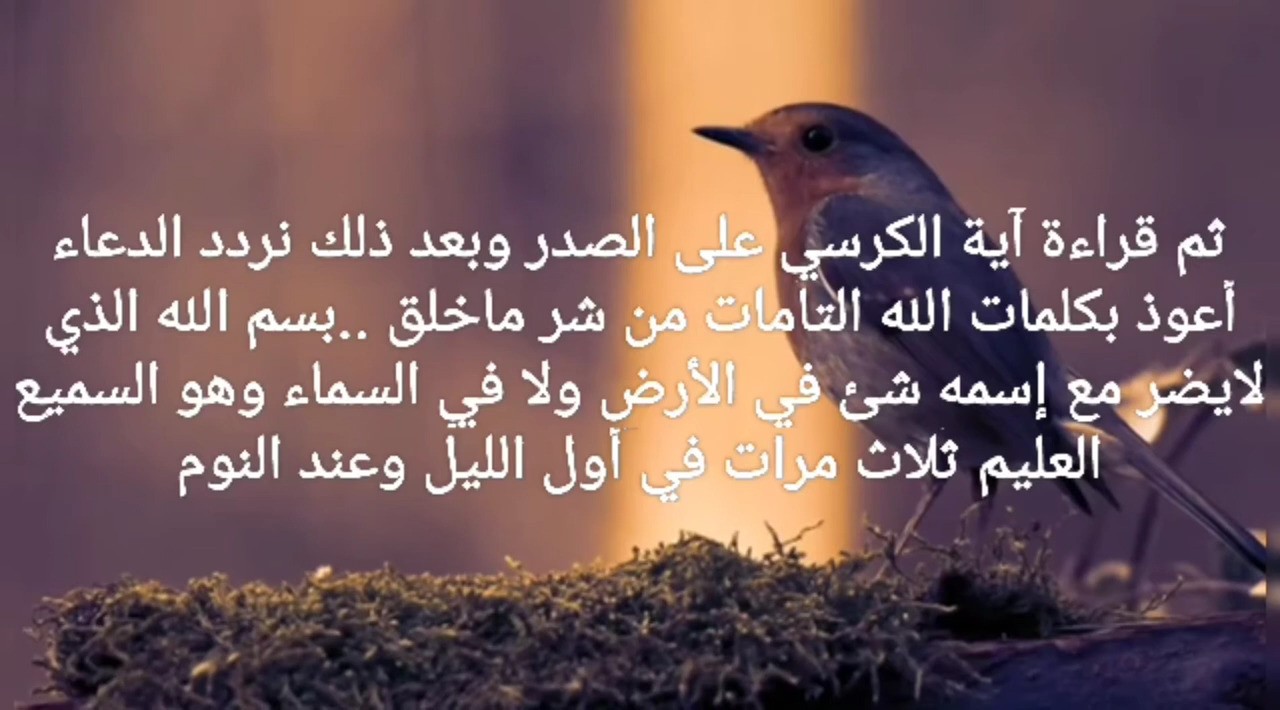 ثم قراءة آية الكرسي على الصدر وبعد ذلك نردد الدعاء
أعوذ بكلمات الله التامات من شر ماخلق ..بسم الله الذي
لايضر مع إسمه شئ في الأرض ولا في السماء وهو السميع
العليم ثلاث مرات في أول الليل وعند النوم